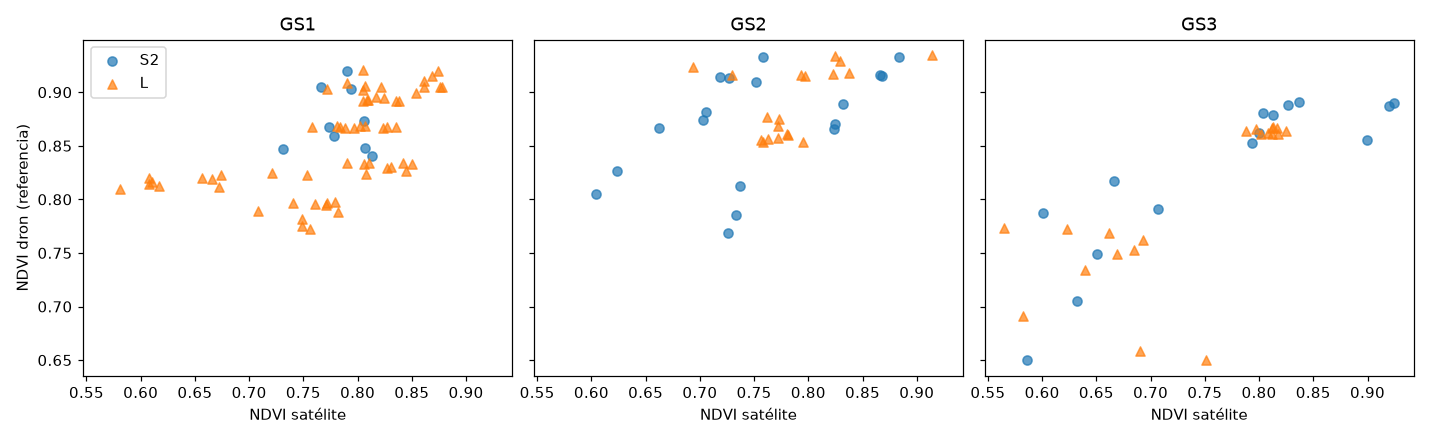 GS1
GS2
GS3
S2
L
NDVI dron (referencia)
0.90
0.85
0.80
0.75
0.70
0.65
0.55 0.60 0.65 0.70 0.75 0.80 0.85 0.90
0.55 0.60 0.65 0.70 0.75 0.80 0.85 0.90
0.55 0.60 0.65 0.70 0.75 0.80 0.85 0.90
NDVI satélite
NDVI satélite
NDVI satélite